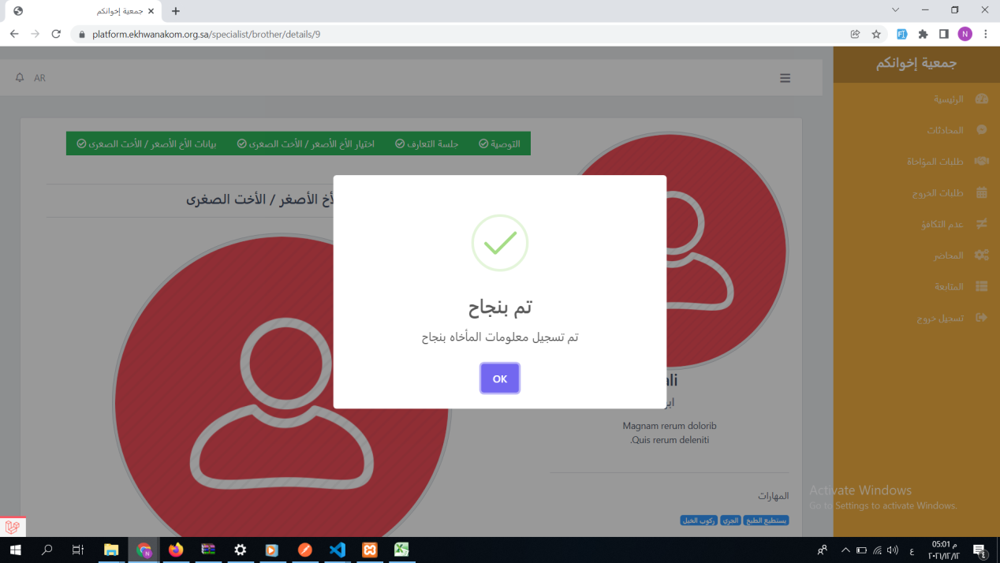 جمعية إخوانكم
platform.ekhwanakom.org.sa/specialist/brother/details/9
N
جمعية إخوانكم
AR
الرئيسية
المحادثات
طلبات المؤاخاة
طلبات الخروج
عدم التكافؤ
المحاضر
المتابعة
تسجيل خروج
التوصية
جلسة التعارف
اختيار الأخ الأصغر / الأخت الصغرى
بيانات الأخ الأصغر / الأخت الصغرى
الأصغر / الأخت الصغرى
تم بنجاح
تم تسجيل معلومات المأخاه بنجاح
OK
Magnam rerum dolorib
Quis rerum deleniti.
المهارات
يستطيع الطبخ
الجري
ركوب الخيل
Activate Windows
Go to Settings to activate Windows.
05:01 م
٢٠٢١/١٢/١٢
ع
٤